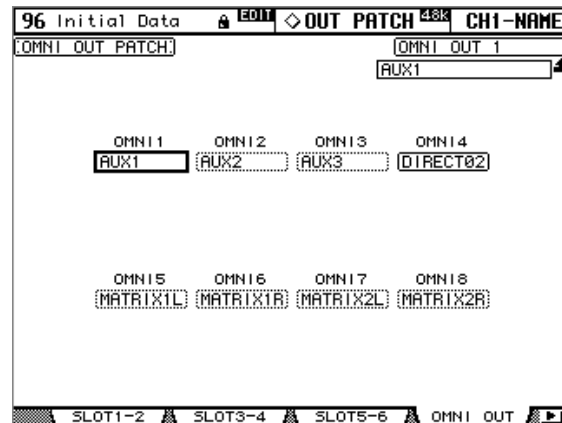 96 Initial Data EDIT ◇OUT PATCH 48k CH1-NAME
OMNI OUT PATCH OMNI OUT 1
AUX1
OMNI1 OMNI2 OMNI3 OMNI4
AUX1 AUX2 AUX3 DIRECT02
OMNI5 OMNI6 OMNI7 OMNI8
MATRIX1L MATRIX1R MATRIX2L MATRIX2R
SLOT1-2 SLOT3-4 SLOT5-6 OMNI OUT